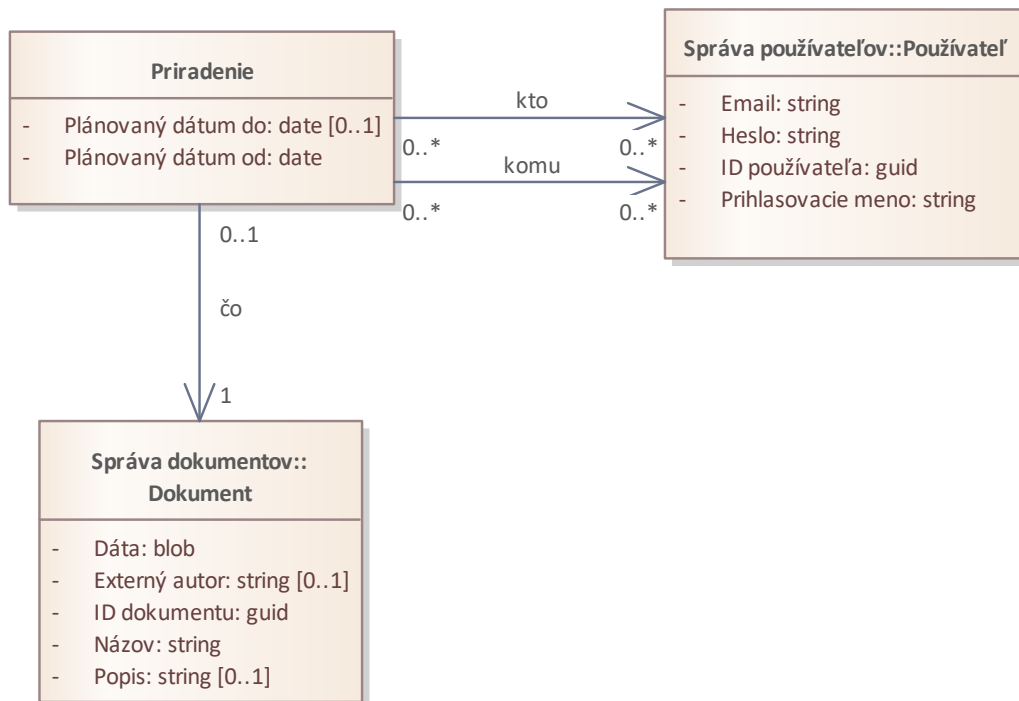 Priradenie
- Plánovaný dátum do: date [0..1]
- Plánovaný dátum od: date
Správa používateľov::Používateľ
- Email: string
- Heslo: string
- ID používateľa: guid
- Prihlasovacie meno: string
kto
0..* 0..*
komu
0..* 0..*
0..1
čo
1
Správa dokumentov::
Dokument
- Dáta: blob
- Externý autor: string [0..1]
- ID dokumentu: guid
- Názov: string
- Popis: string [0..1]